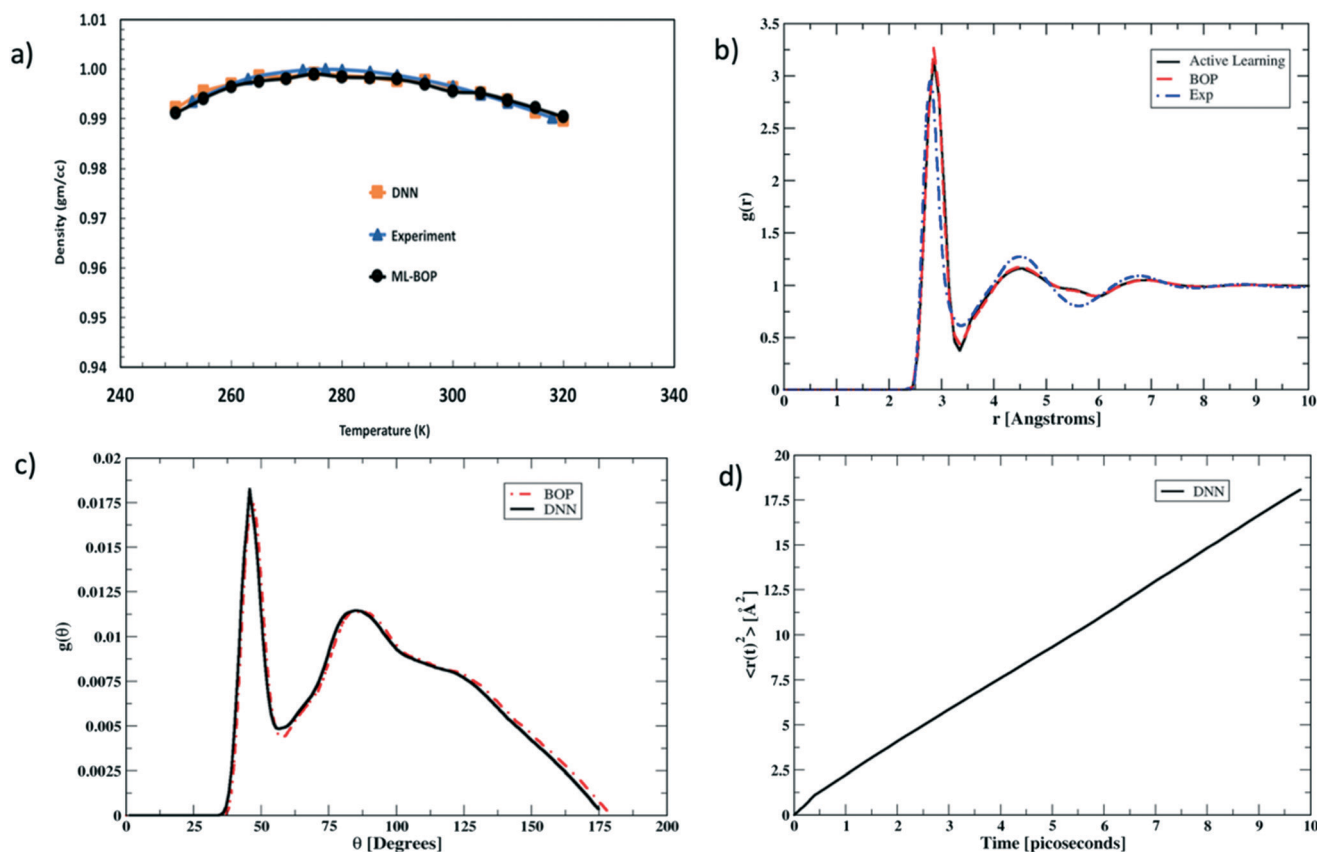 a)
1.01
1.00
0.99
0.98
0.97
0.96
0.95
0.94
Density (gm/cc)
DNN
Experiment
ML-BOP
240 260 280 300 320 340
Temperature (K)
b)
3.5
3
2.5
2
1.5
1
0.5
0
g(r)
Active Learning
BOP
Exp
0 1 2 3 4 5 6 7 8 9 10
r [Angstroms]
c)
0.02
0.0175
0.015
0.0125
0.01
0.0075
0.005
0.0025
0
g(θ)
BOP
DNN
0 25 50 75 100 125 150 175 200
θ [Degrees]
d)
20
17.5
15
12.5
10
7.5
5
2.5
0
<r(t)²> [Å²]
DNN
0 1 2 3 4 5 6 7 8 9 10
Time [picoseconds]